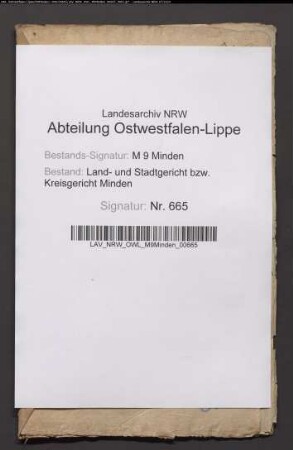 Landesarchiv NRW
Abteilung Ostwestfalen-Lippe
Bestands-Signatur: M 9 Minden
Bestand: Land- und Stadtgericht bzw.
Kreisgericht Minden
Signatur: Nr. 665
LAV_NRW_OWL_M9Minden_00665